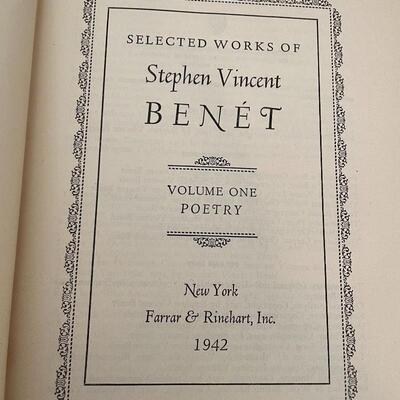 SELECTED WORKS OF
Stephen Vincent
BENÉT
VOLUME ONE
POETRY
New York
Farrar & Rinehart, Inc.
1942